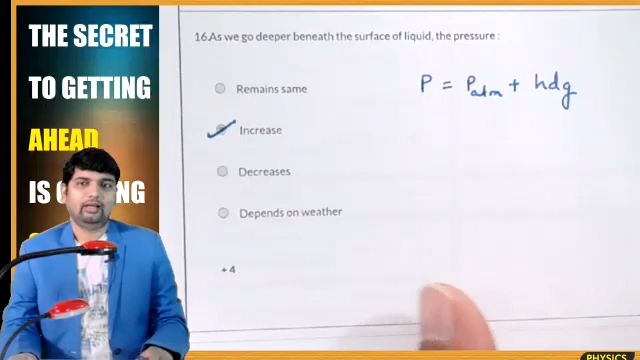 THE SECRET
TO GETTING
AHEAD
IS
NG
16.As we go deeper beneath the surface of liquid, the pressure :
Remains same
Increase
Decreases
Depends on weather
+4
P = Patm + hdg
PHYSICS